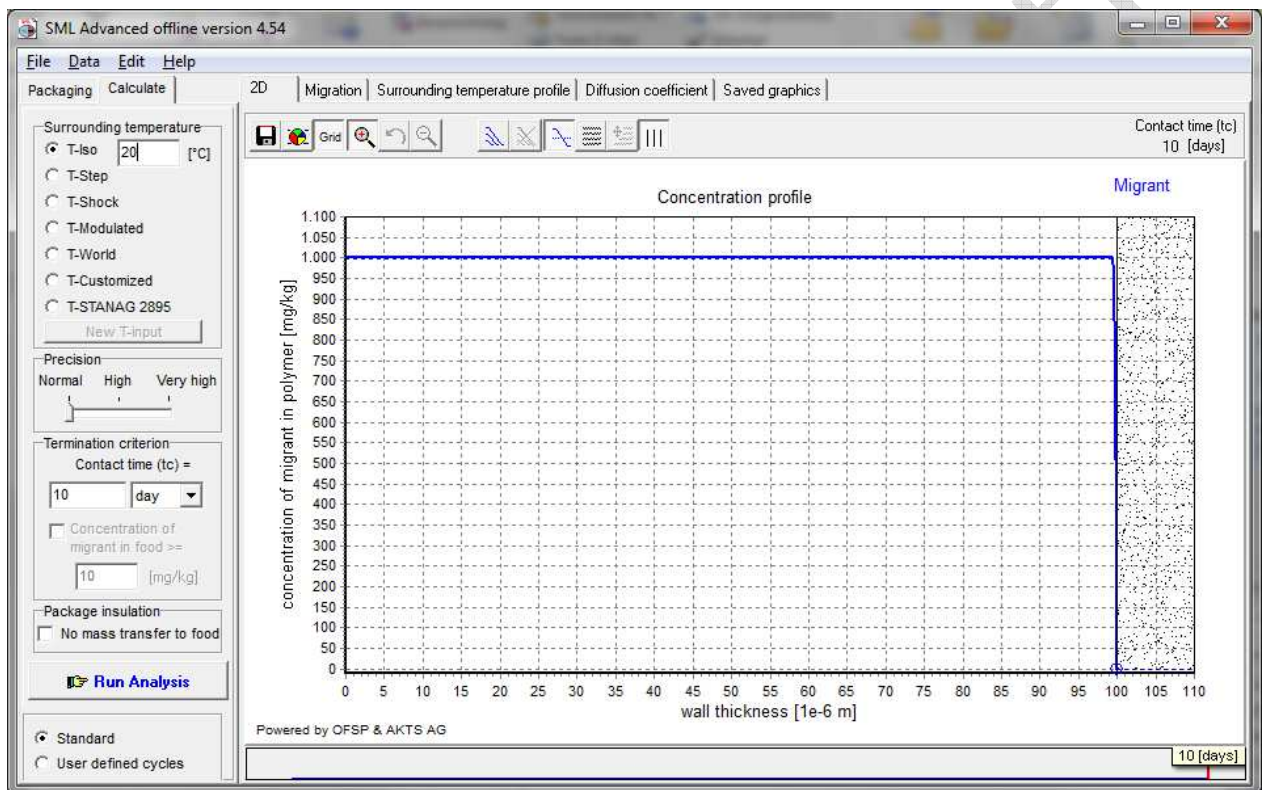 SML Advanced offline version 4.54
File Data Edit Help
Packaging Calculate
2D Migration Surrounding temperature profile Diffusion coefficient Saved graphics
Surrounding temperature
T-Iso 20 [°C]
T-Step
T-Shock
T-Modulated
T-World
T-Customized
T-STANAG 2895
New T-input
Precision
Normal High Very high
Termination criterion
Contact time (tc) =
10 day
Concentration of
migrant in food >=
10 [mg/kg]
Package insulation
No mass transfer to food
Run Analysis
Standard
User defined cycles
Grid
Contact time (tc)
10 [days]
Migrant
Concentration profile
concentration of migrant in polymer [mg/kg]
1.100
1.050
1.000
950
900
850
800
750
700
650
600
550
500
450
400
350
300
250
200
150
100
50
0
0 5 10 15 20 25 30 35 40 45 50 55 60 65 70 75 80 85 90 95 100 105 110
wall thickness [1e-6 m]
Powered by OFSP & AKTS AG
10 [days]